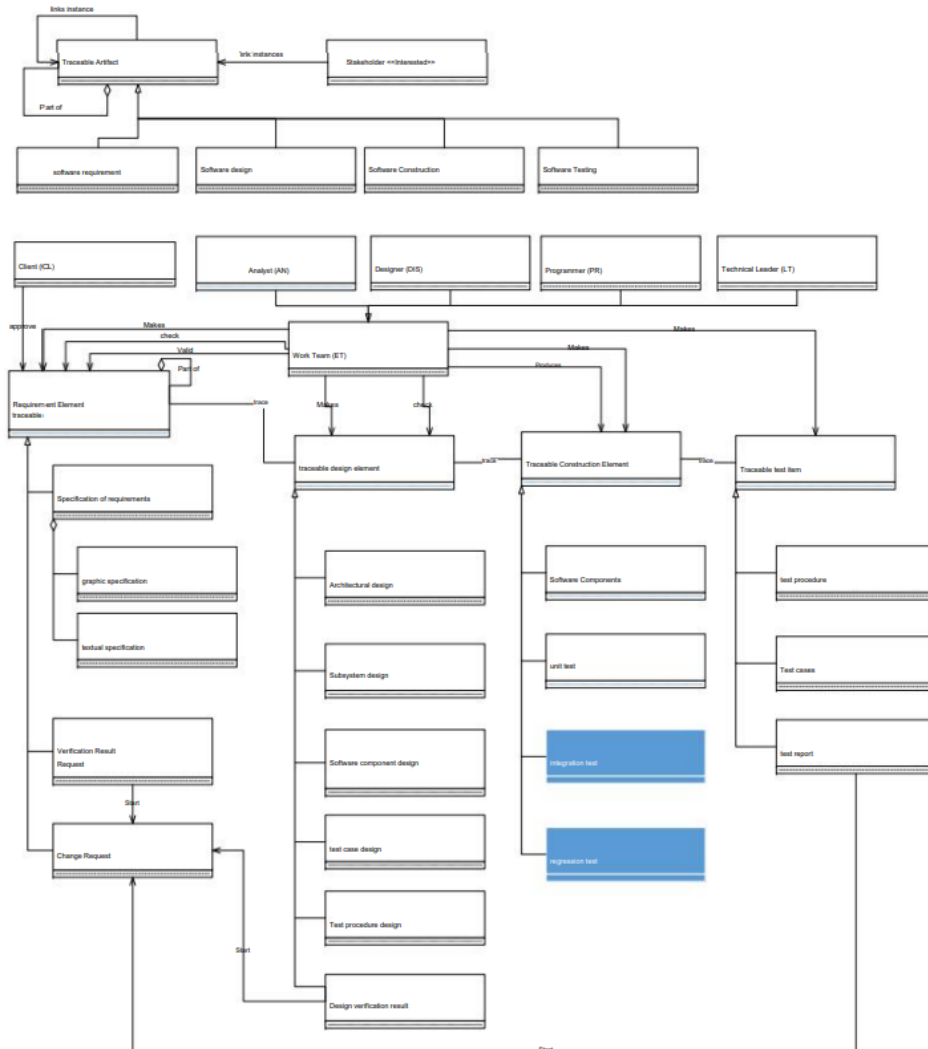 links instance
Traceable Artifact
link instances
Stakeholder <<Interested>>
Part of
software requirement
Software design
Software Construction
Software Testing
Client (ICL)
Analyst (AN)
Designer (DIS)
Programmer (PR)
Technical Leader (LT)
approve
Makes
check
Valid
Part of
Work Team (ET)
Makes
Makes
Produces
Requirement Element
traceable
trace
Makes
check
traceable design element
trace
Traceable Construction Element
trace
Traceable test item
Specification of requirements
graphic specification
textual specification
Architectural design
Software Components
test procedure
Subsystem design
unit test
Test cases
Verification Result
Request
Software component design
integration test
test report
Start
Change Request
test case design
regression test
Test procedure design
Start
Design verification result
Start